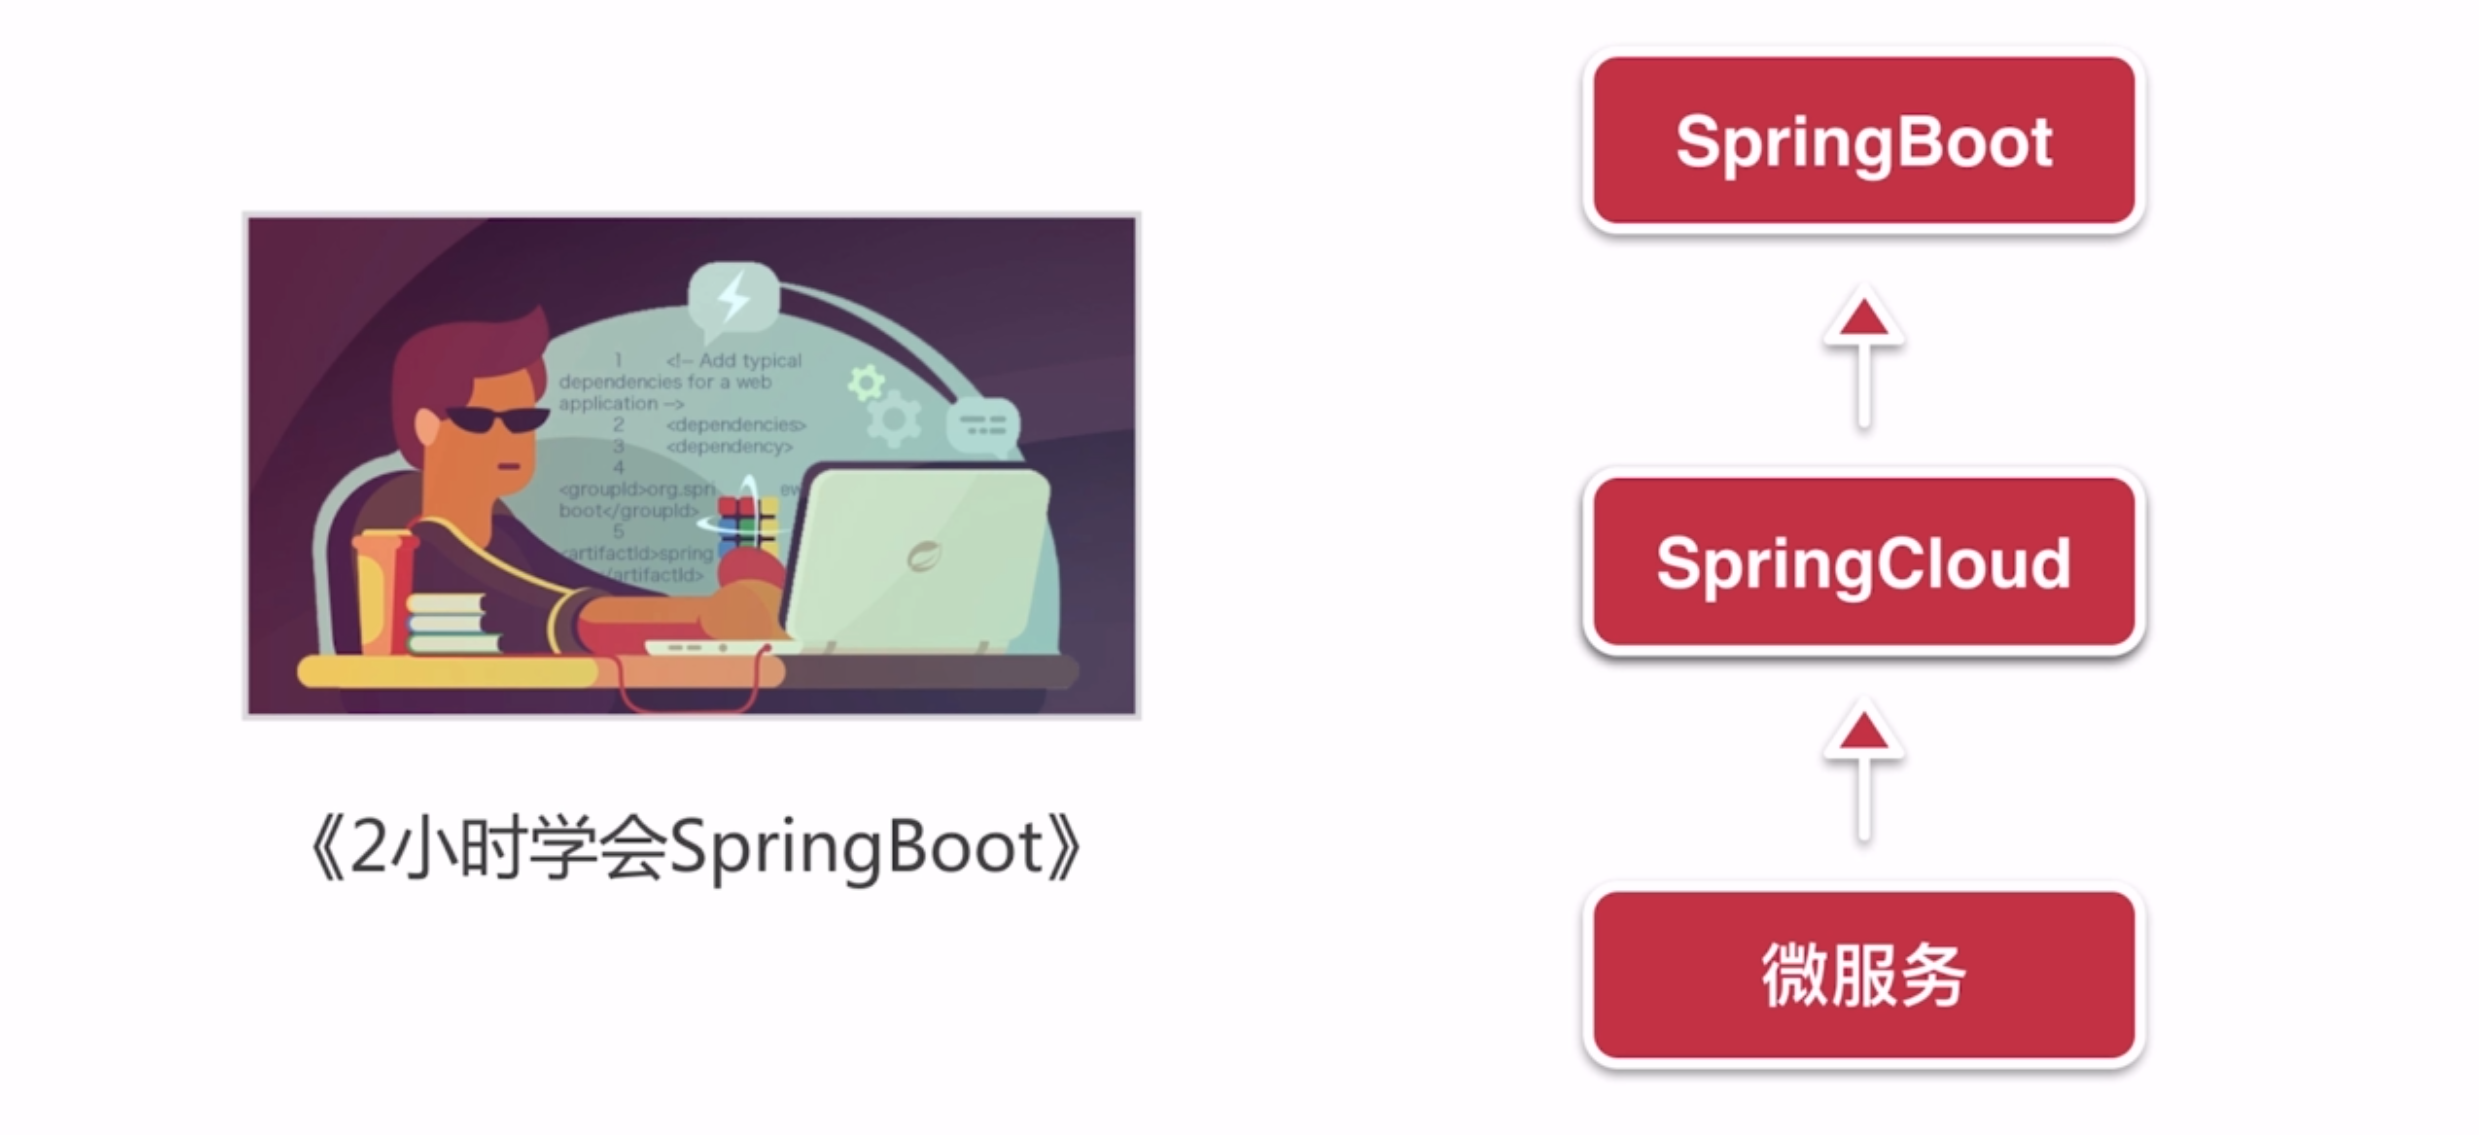 1 <!— Add typical
dependencies for a web
application —>
2 <dependencies>
3 <dependency>
4
<groupId>org.spri
boot</groupId>
5
<artifactId>spring
/artifactId>
《2小时学会SpringBoot》
SpringBoot
SpringCloud
微服务